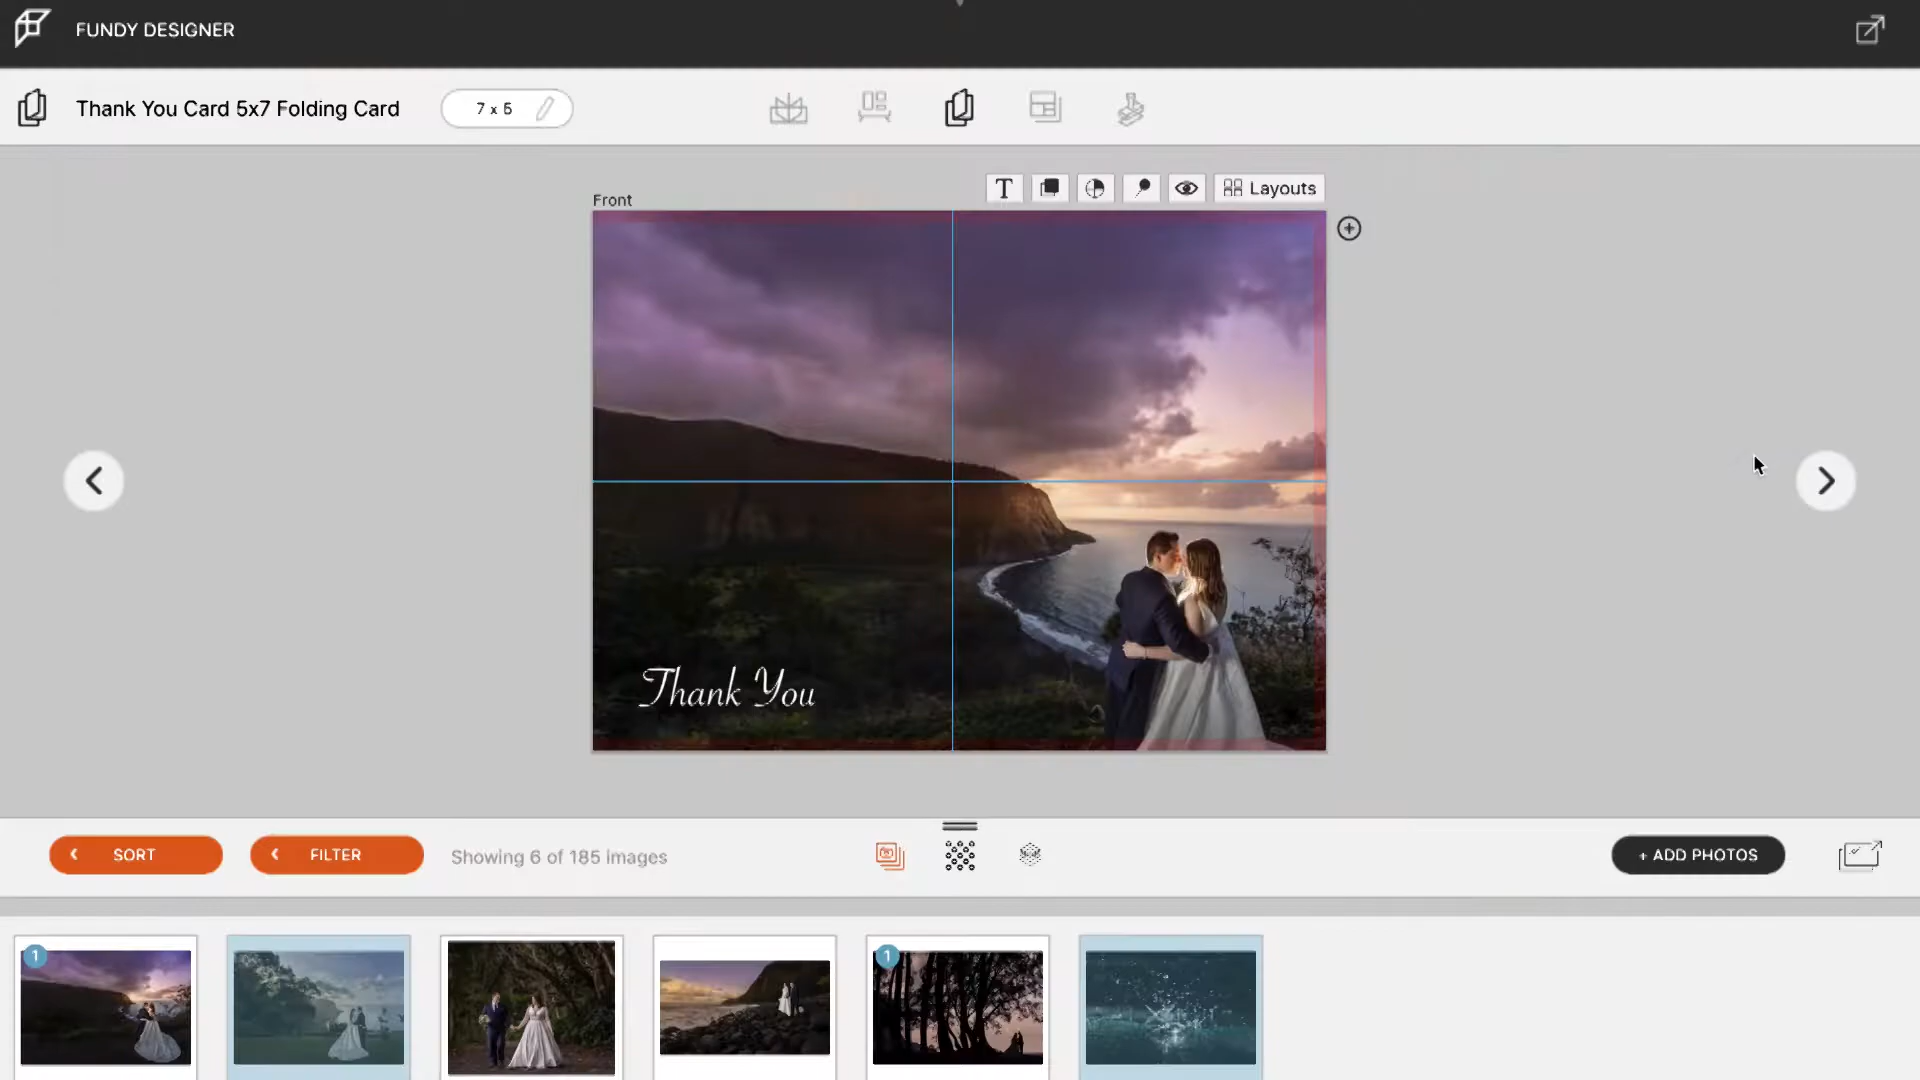 FUNDY DESIGNER
Thank You Card 5x7 Folding Card
7 x 5
T
Layouts
Front
Thank You
SORT
FILTER
Showing 6 of 185 images
+ ADD PHOTOS
1
1